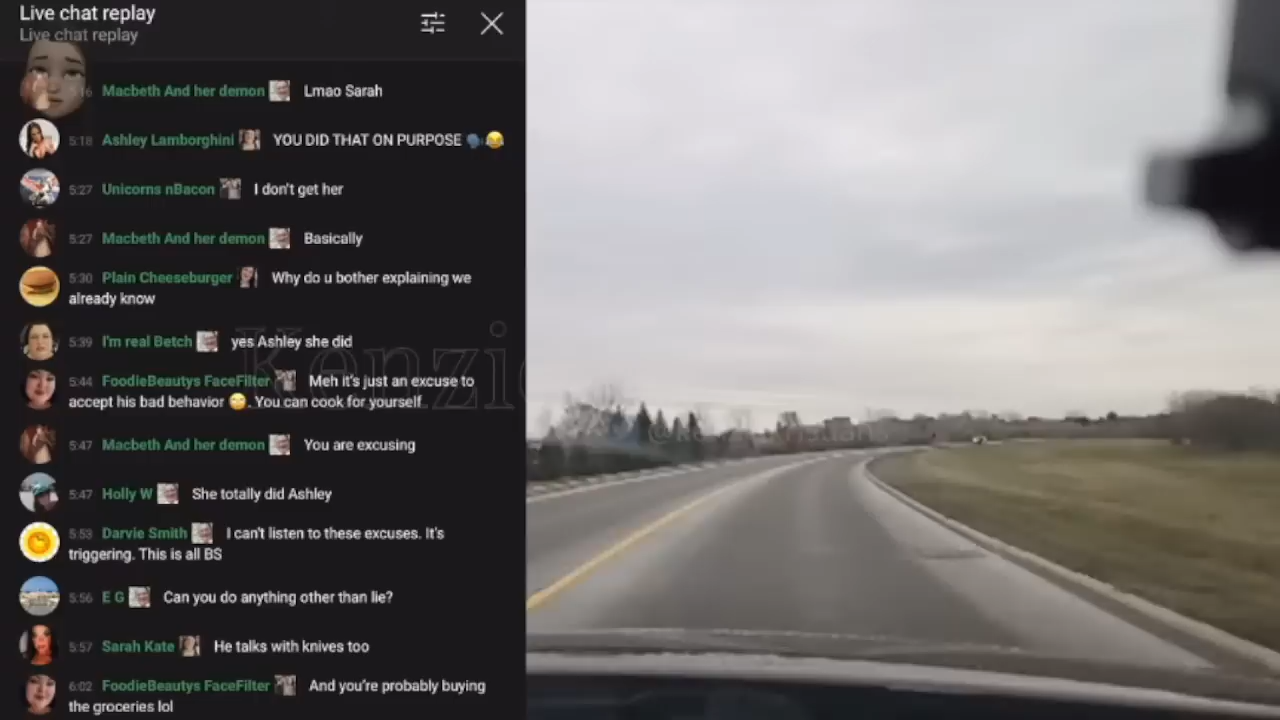 Live chat replay
Live chat replay
5:16 Macbeth And her demon Lmao Sarah
5:18 Ashley Lamborghini YOU DID THAT ON PURPOSE 🗣😂
5:27 Unicorns nBacon I don't get her
5:27 Macbeth And her demon Basically
5:30 Plain Cheeseburger Why do u bother explaining we
already know
5:39 I'm real Betch yes Ashley she did
5:44 FoodieBeautys FaceFilter Meh it's just an excuse to
accept his bad behavior 🙄. You can cook for yourself
5:47 Macbeth And her demon You are excusing
5:47 Holly W She totally did Ashley
5:53 Darvie Smith I can't listen to these excuses. It's
triggering. This is all BS
5:56 E G Can you do anything other than lie?
5:57 Sarah Kate He talks with knives too
6:02 FoodieBeautys FaceFilter And you're probably buying
the groceries lol
Kenzie